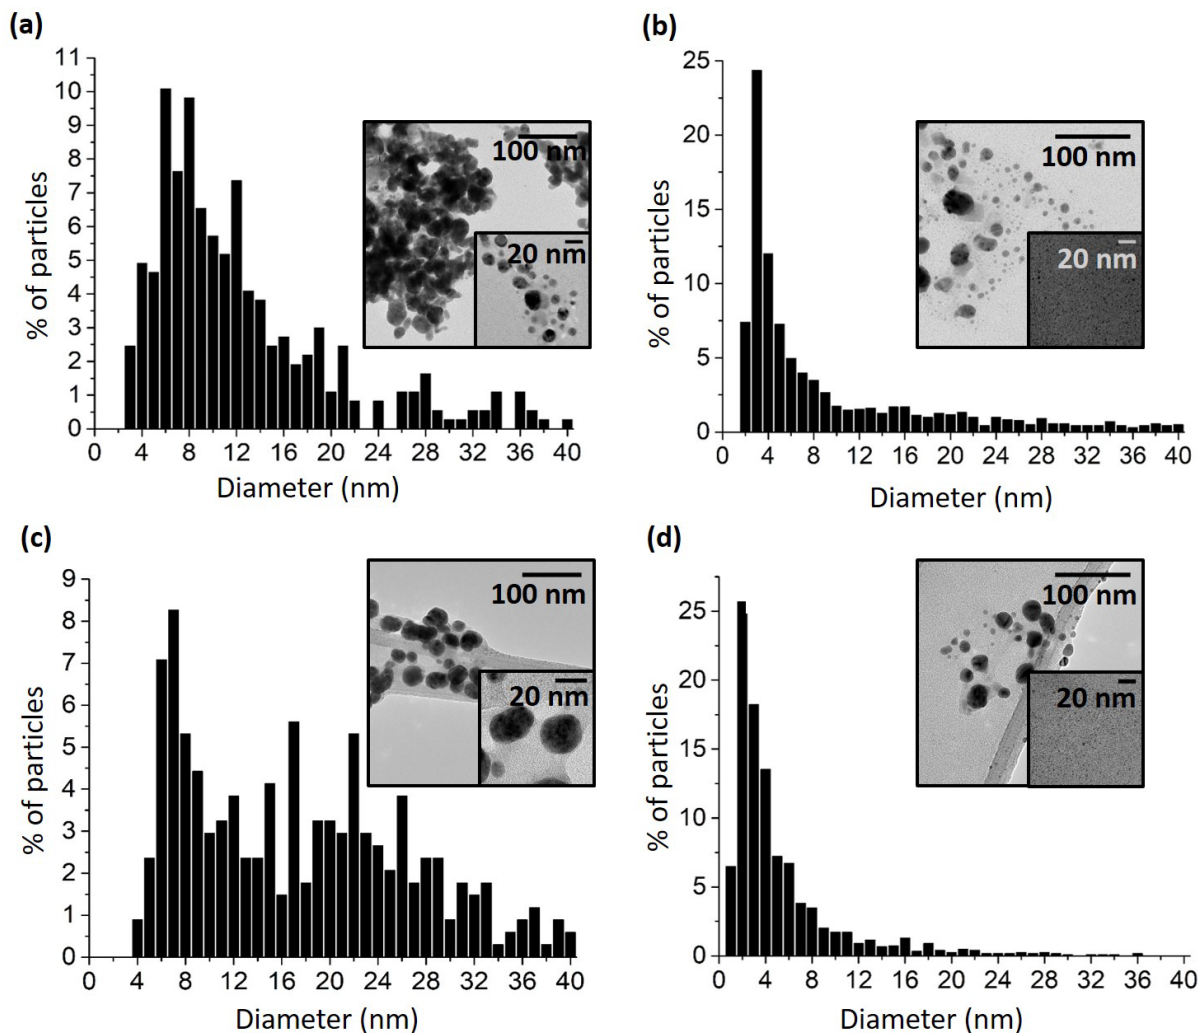 (a)
11
10
9
8
7
6
5
4
3
2
1
0
% of particles
0 4 8 12 16 20 24 28 32 36 40
Diameter (nm)
100 nm
20 nm
(b)
25
20
15
10
5
0
% of particles
0 4 8 12 16 20 24 28 32 36 40
Diameter (nm)
100 nm
20 nm
(c)
9
8
7
6
5
4
3
2
1
0
% of particles
0 4 8 12 16 20 24 28 32 36 40
Diameter (nm)
100 nm
20 nm
(d)
25
20
15
10
5
0
% of particles
0 4 8 12 16 20 24 28 32 36 40
Diameter (nm)
100 nm
20 nm